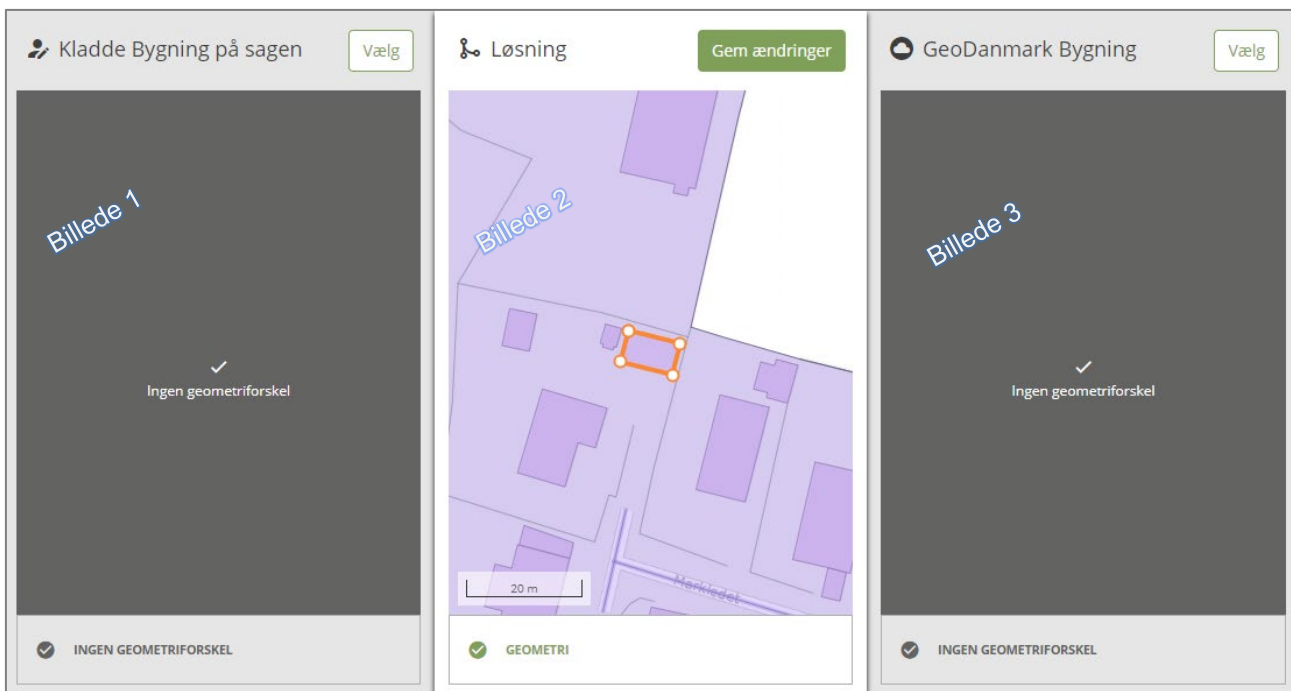 Kladde Bygning på sagen
Vælg
Billede 1
Ingen geometriforskel
INGEN GEOMETRIFORSKEL
Løsning
Gem ændringer
Billede 2
20 m
Markledet
GEOMETRI
GeoDanmark Bygning
Vælg
Billede 3
Ingen geometriforskel
INGEN GEOMETRIFORSKEL